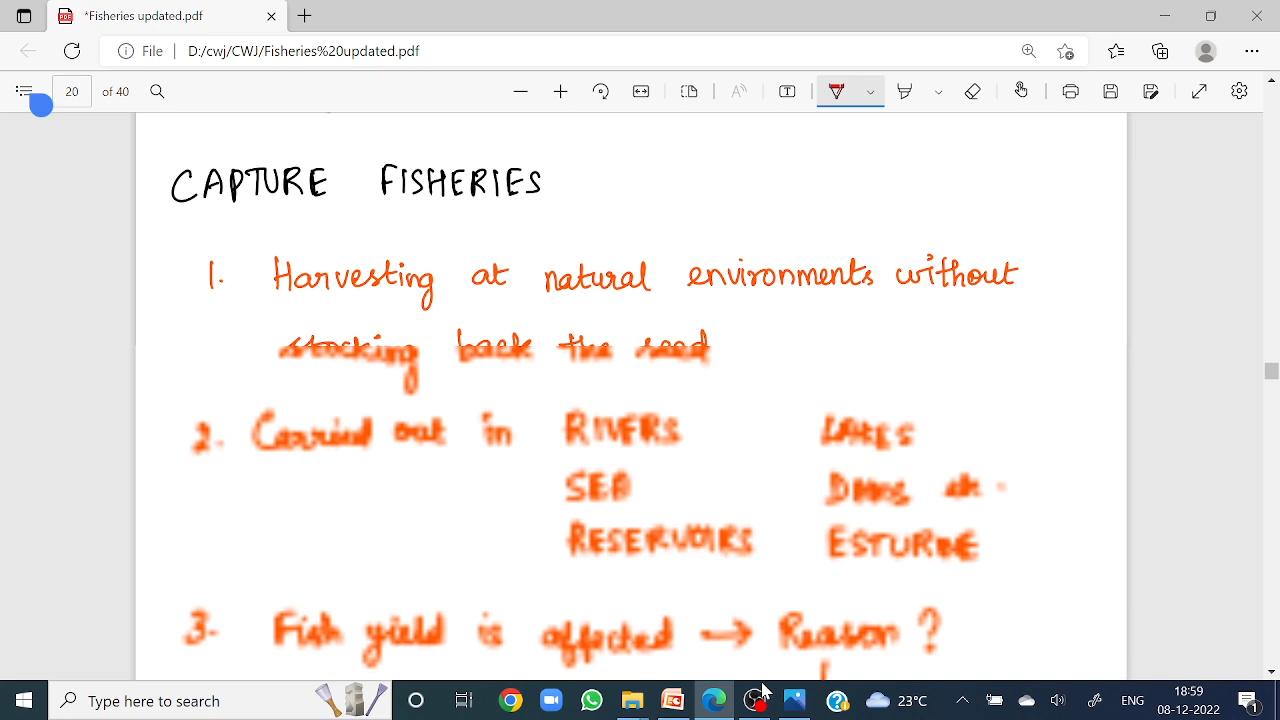 *Fisheries updated.pdf
File | D:/cwj/CWJ/Fisheries%20updated.pdf
20 of 40
CAPTURE FISHERIES
1. Harvesting at natural environments without
stocking back the seed
2. Carried out in RIVERS LAKES
SEA DAMS etc.
RESERVOIRS ESTURINE
3. Fish yield is affected → Reason?
Type here to search
23°C
ENG
18:59
08-12-2022